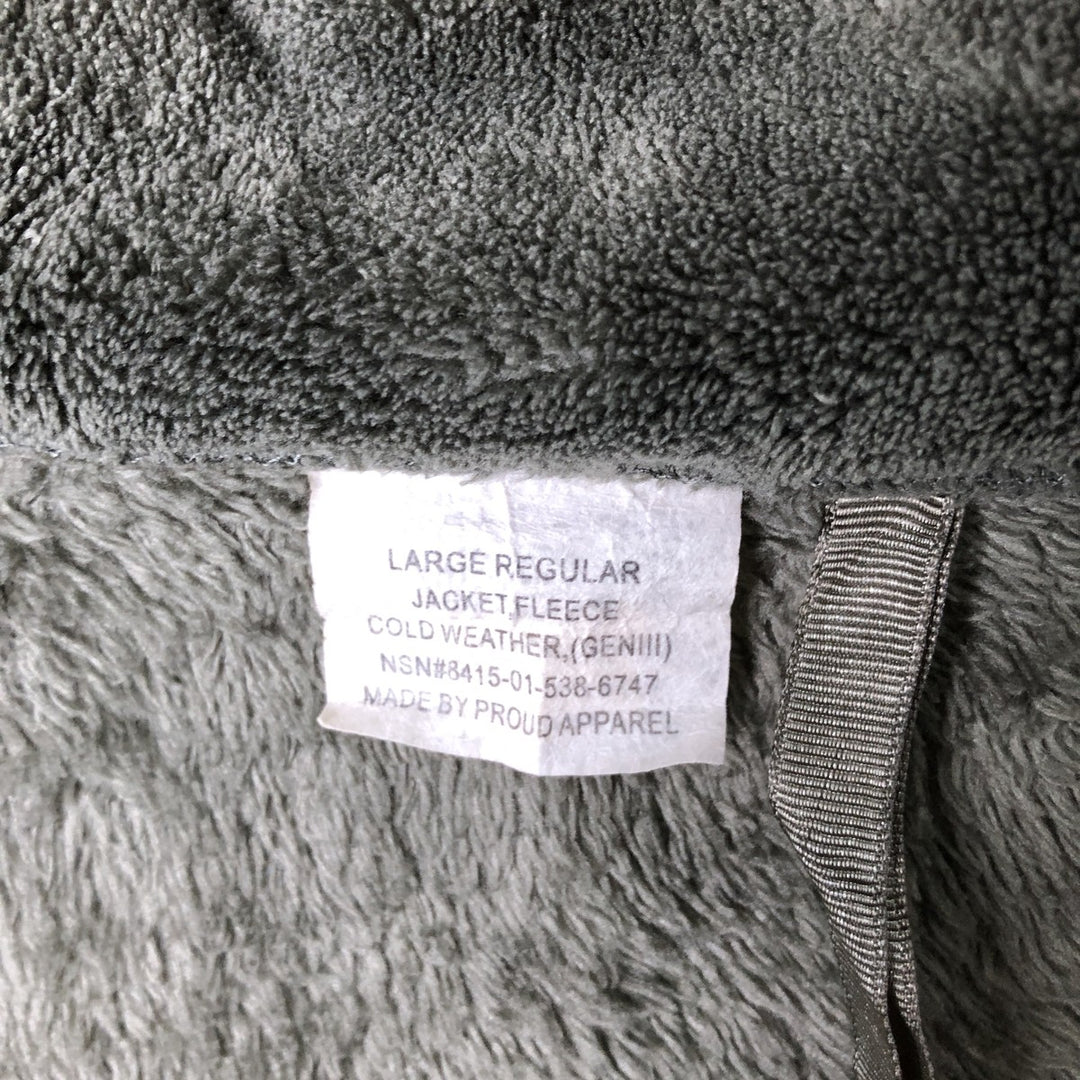 LARGE REGULAR
JACKET,FLEECE
COLD WEATHER,(GENIII)
NSN#8415-01-538-6747
MADE BY PROUD APPAREL